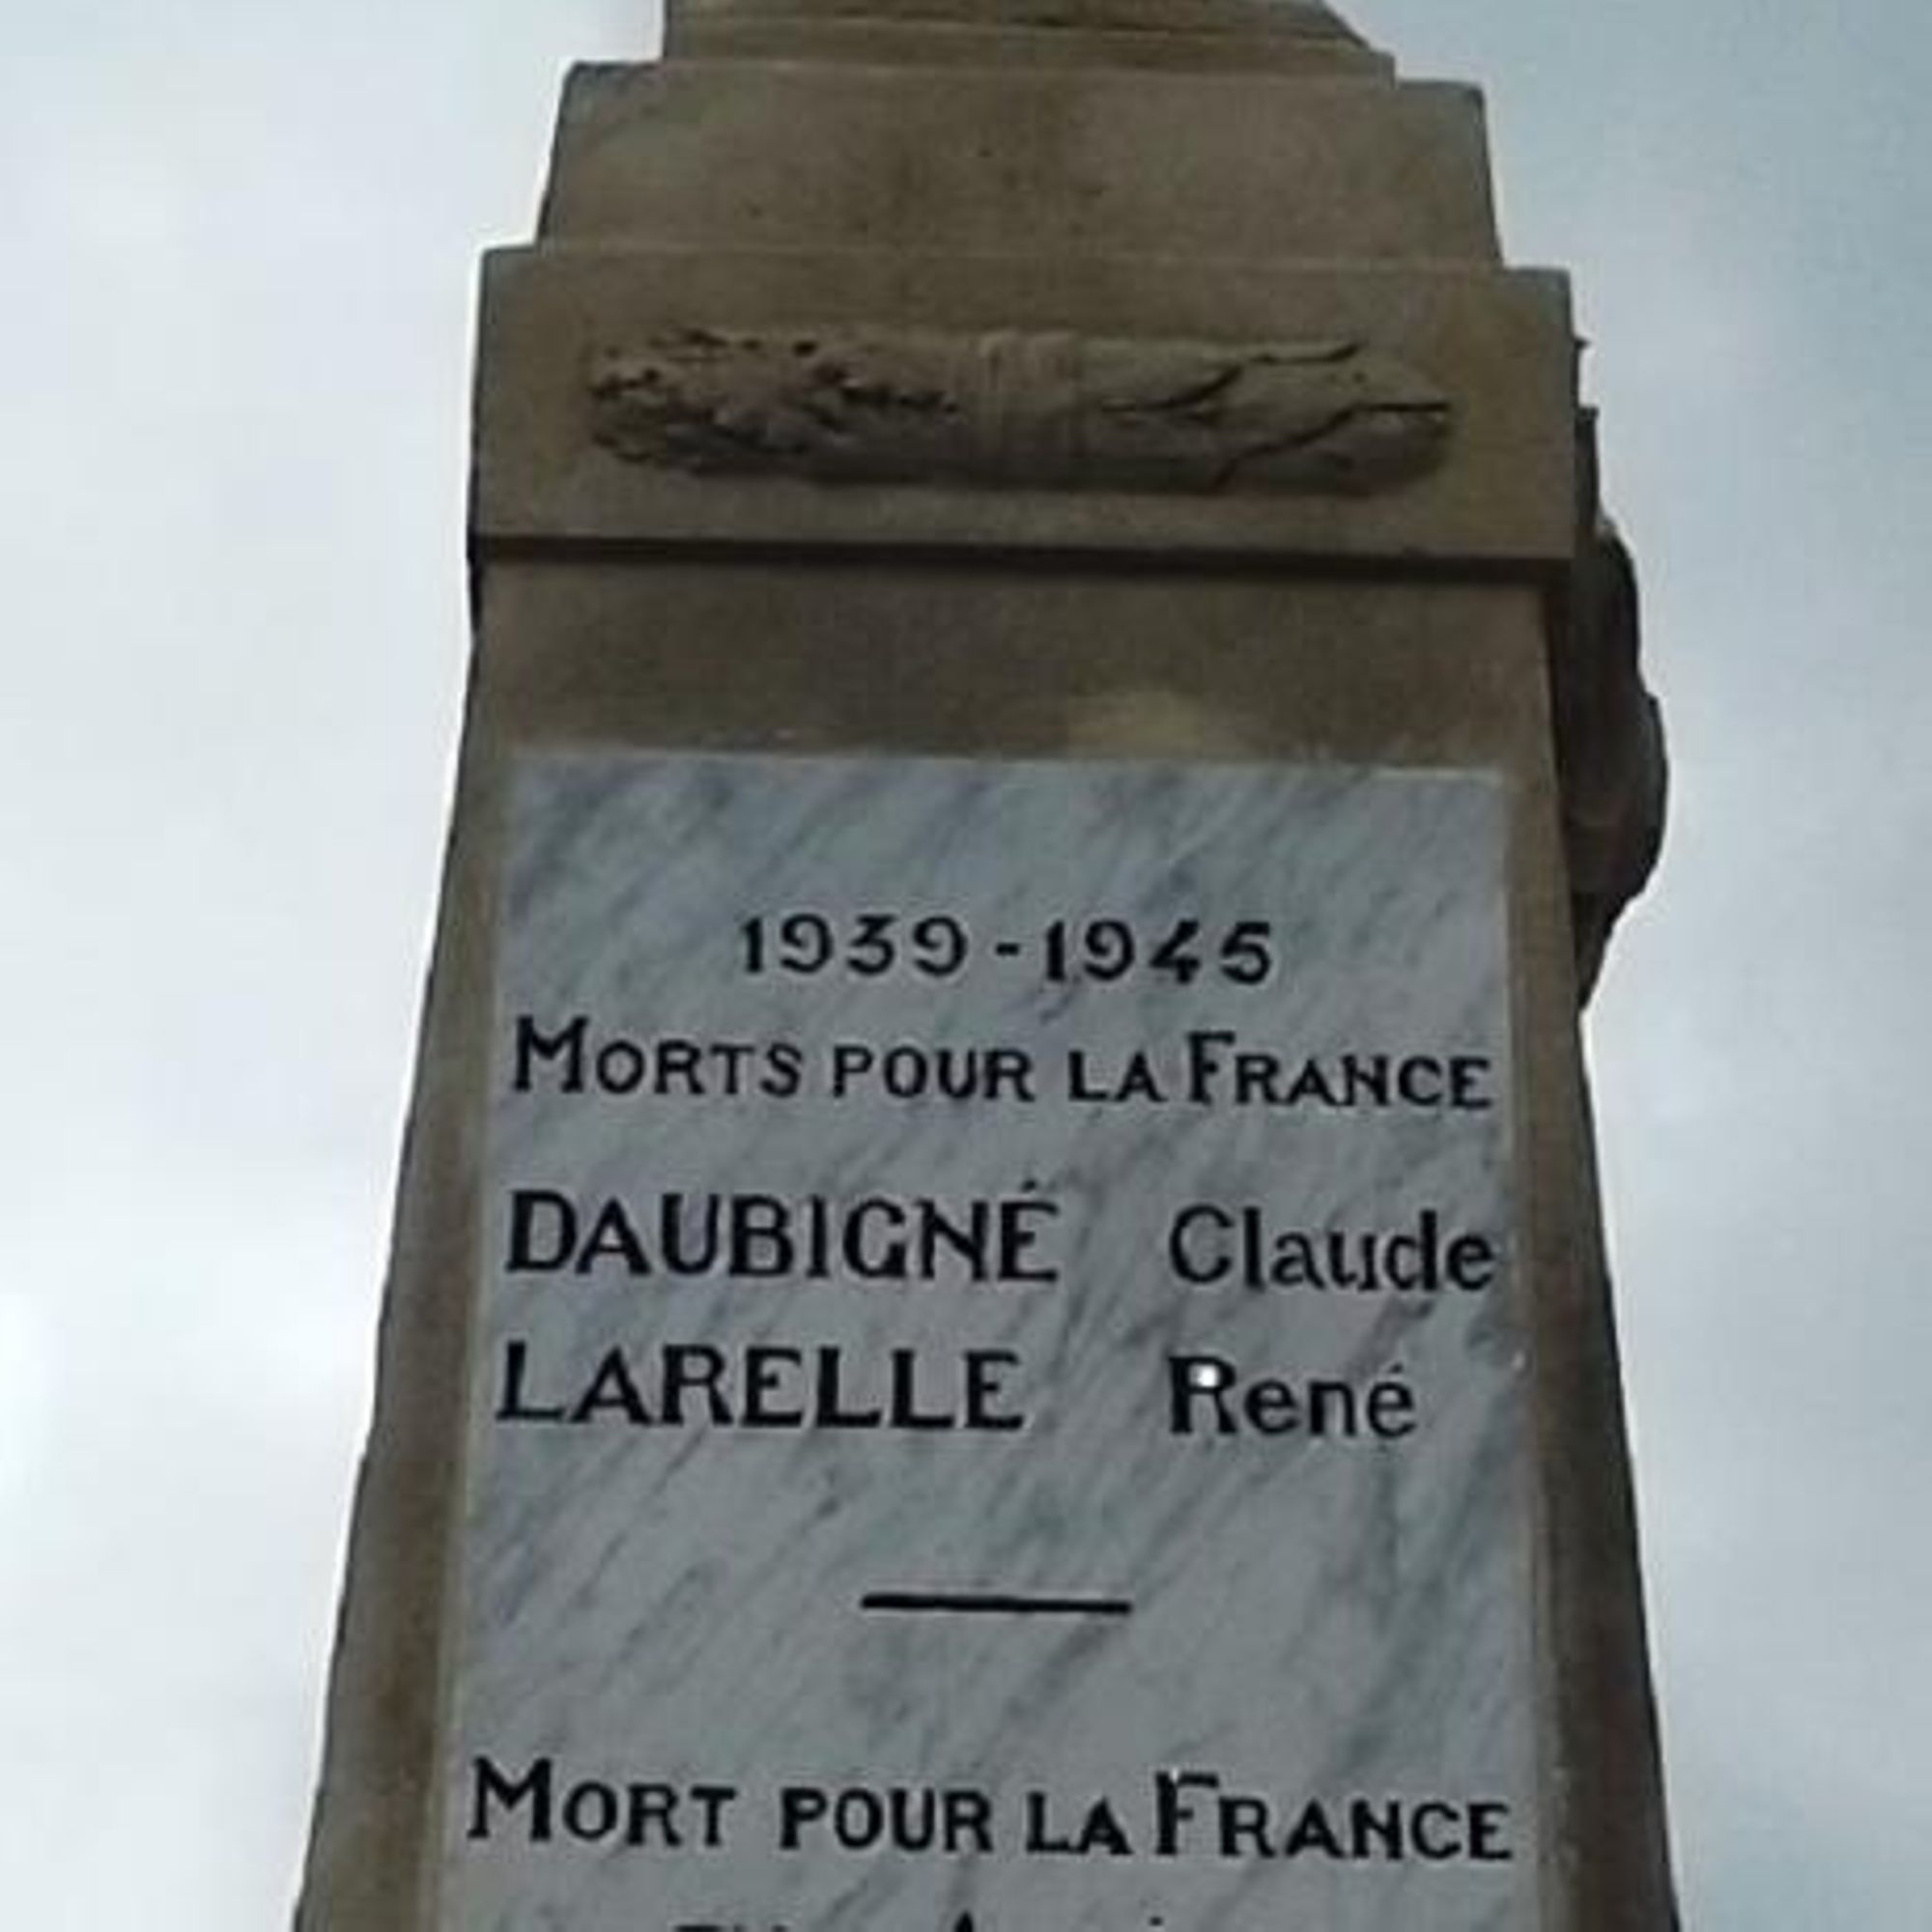 1939-1945
MORTS POUR LA FRANCE
DAUBIGNÉ Claude
LARELLE René
MORT POUR LA FRANCE